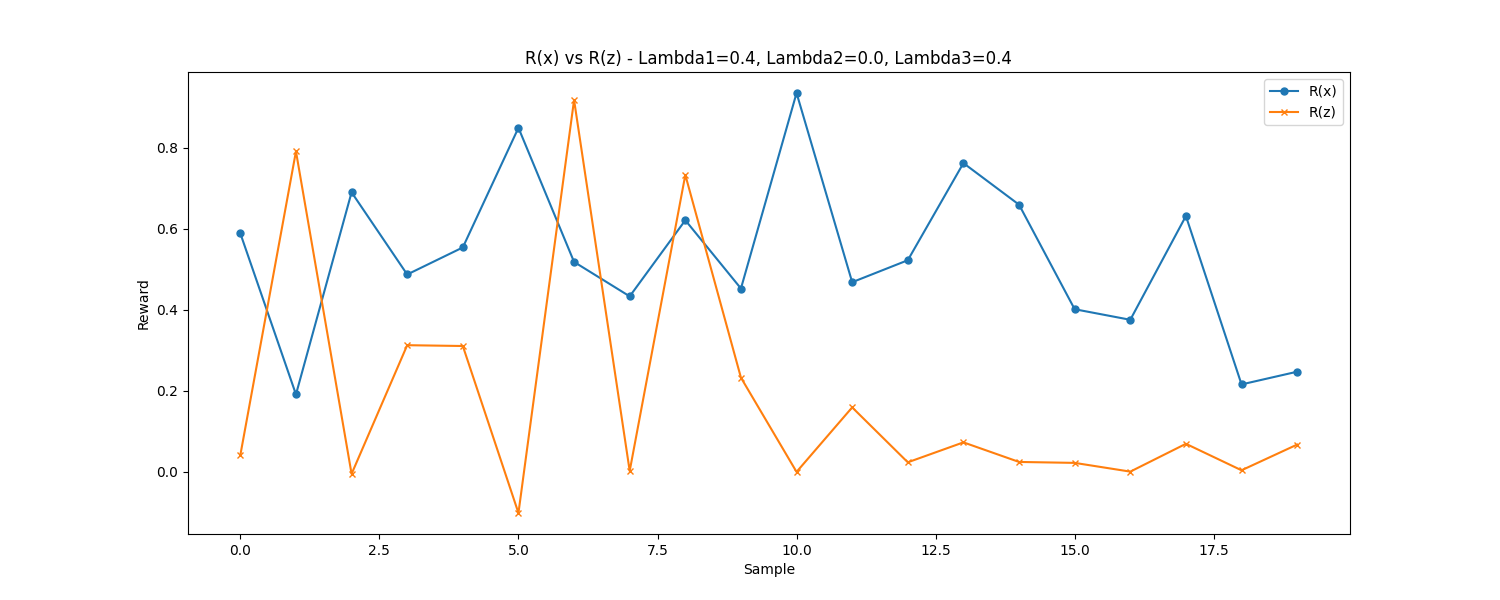 R(x) vs R(z) - Lambda1=0.4, Lambda2=0.0, Lambda3=0.4
R(x)
R(z)
Reward
0.8
0.6
0.4
0.2
0.0
0.0 2.5 5.0 7.5 10.0 12.5 15.0 17.5
Sample